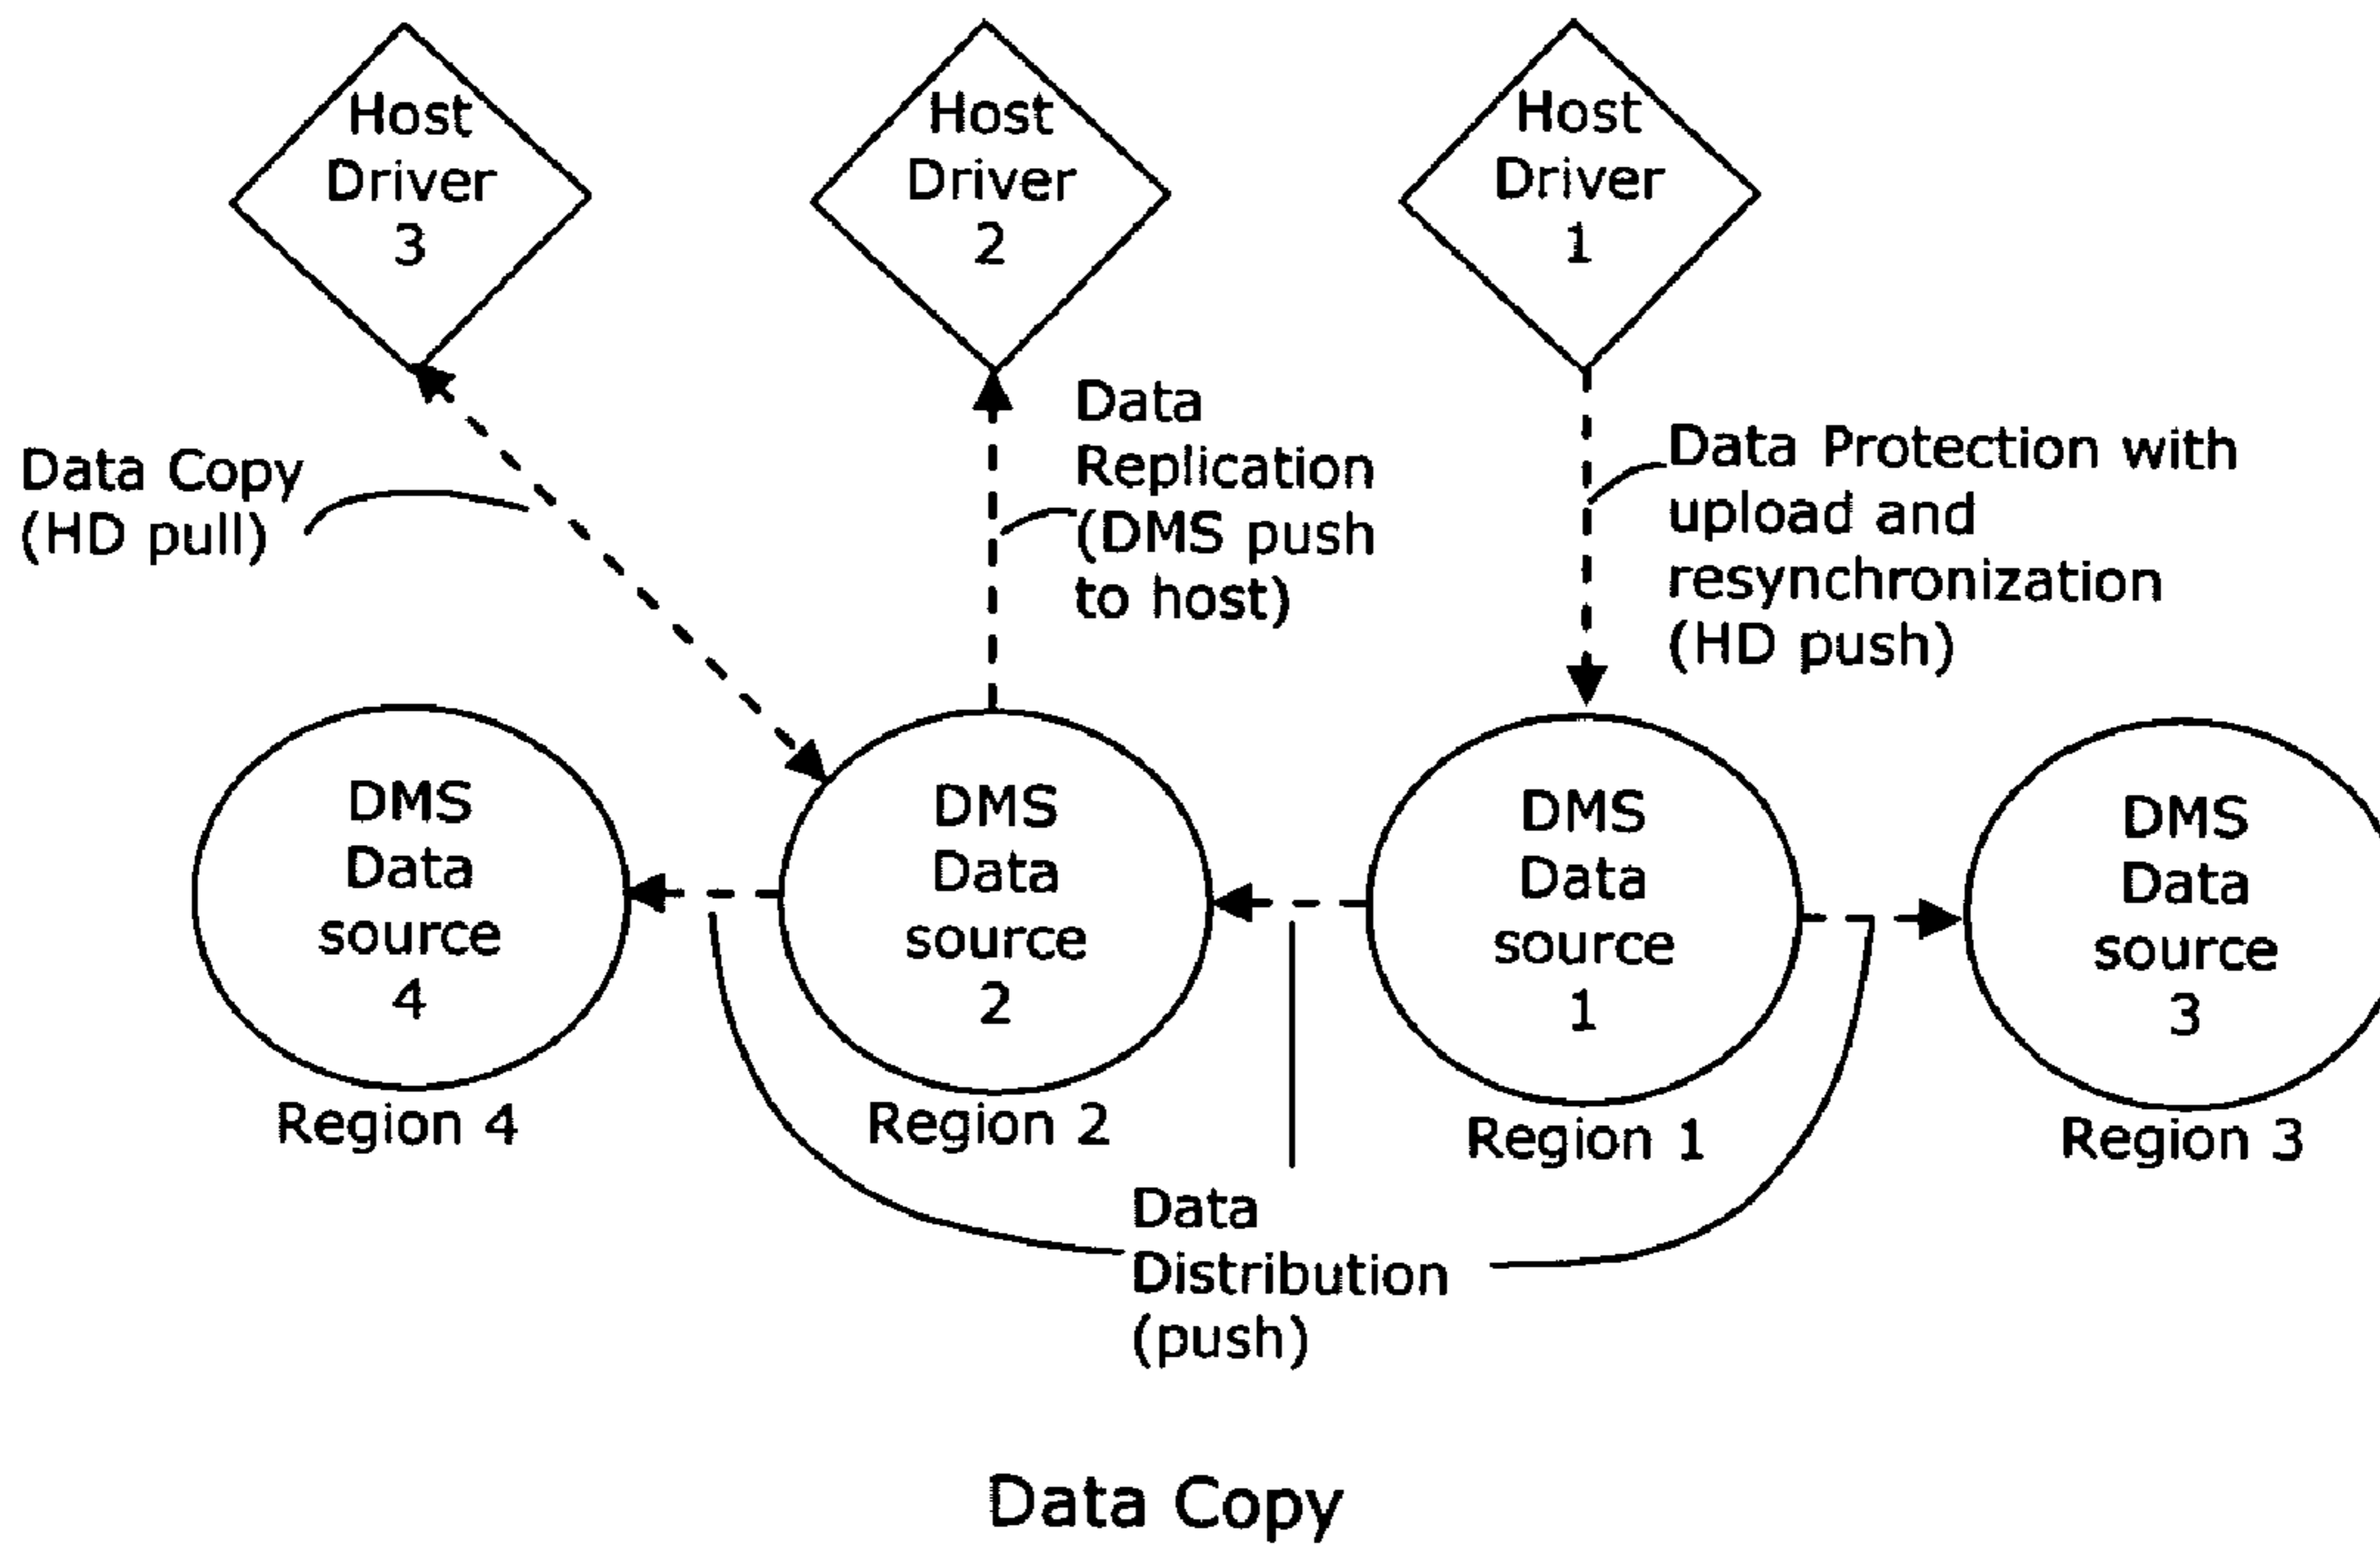 Host
Driver
3
Host
Driver
2
Host
Driver
1
Data Copy
(HD pull)
Data
Replication
(DMS push
to host)
Data Protection with
upload and
resynchronization
(HD push)
DMS
Data
source
4
DMS
Data
source
2
DMS
Data
source
1
DMS
Data
source
3
Region 4
Region 2
Region 1
Region 3
Data
Distribution
(push)
Data Copy